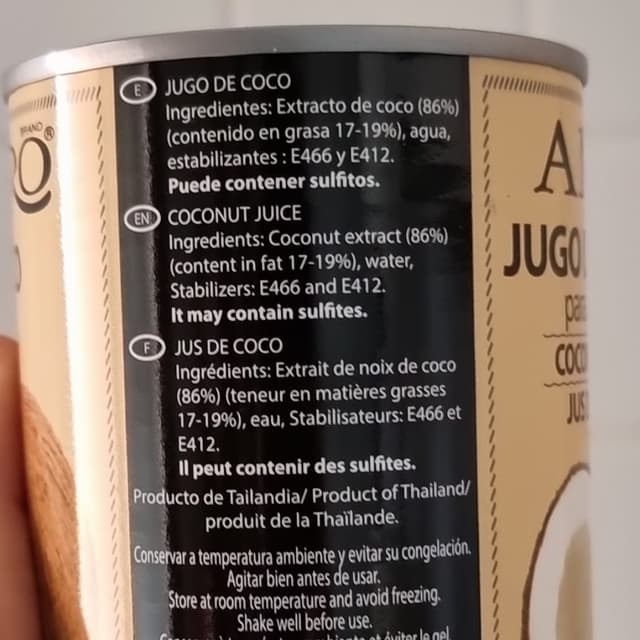 E JUGO DE COCO
Ingredientes: Extracto de coco (86%)
(contenido en grasa 17-19%), agua,
estabilizantes : E466 y E412.
Puede contener sulfitos.
EN COCONUT JUICE
Ingredients: Coconut extract (86%)
(content in fat 17-19%), water,
Stabilizers: E466 and E412.
It may contain sulfites.
F JUS DE COCO
Ingrédients: Extrait de noix de coco
(86%) (teneur en matières grasses
17-19%), eau, Stabilisateurs: E466 et
E412.
Il peut contenir des sulfites.
Producto de Tailandia/ Product of Thailand/
produit de la Thaïlande.
Conservar a temperatura ambiente y evitar su congelación.
Agitar bien antes de usar.
Store at room temperature and avoid freezing.
Shake well before use.
BRAND®
JUGO